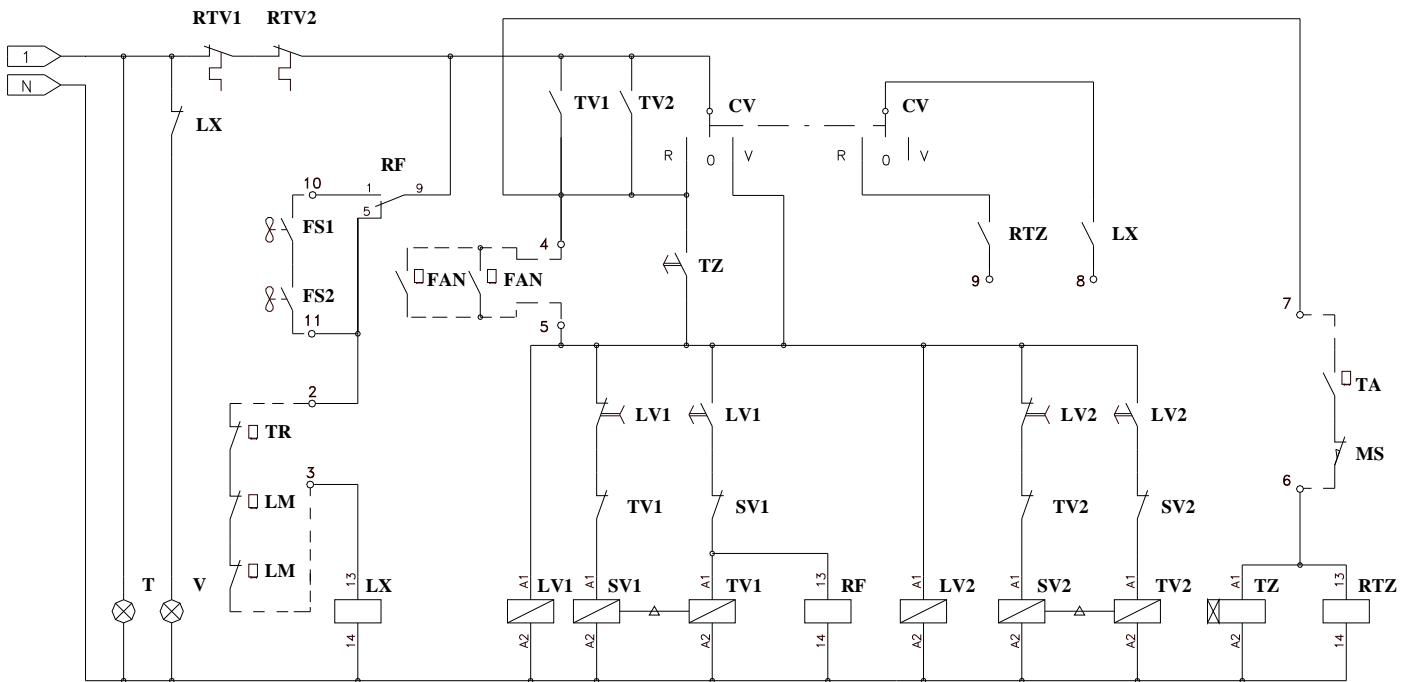 RTV1 RTV2
1
N
TV1 TV2 CV CV
LX
R 0 V R 0 V
RF
10 1 9
5
FS1 RTZ LX
4
FAN FAN TZ
9 8
FS2
11 5 7
2 TA
TR LV1 LV1 LV2 LV2
MS
3 6
LM TV1 SV1 TV2 SV2
LM
13 A1 A1 A1 13 A1 A1 A1 A1 13
T V LX LV1 SV1 TV1 RF LV2 SV2 TV2 TZ RTZ
14 A2 A2 A2 14 A2 A2 A2 A2 14